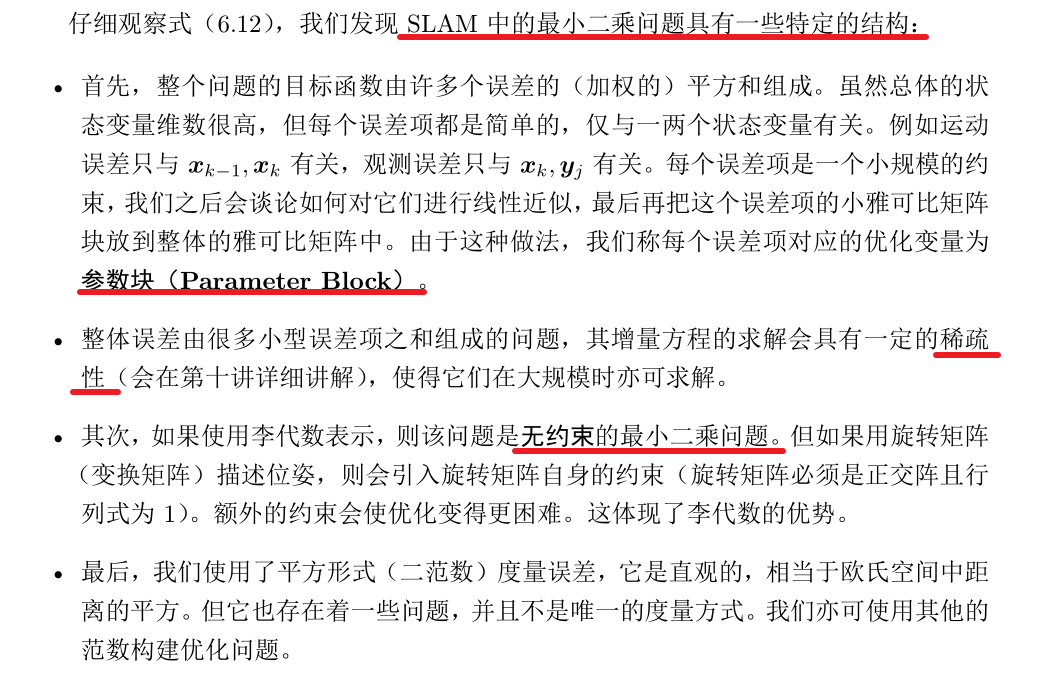 仔细观察式（6.12），我们发现 SLAM 中的最小二乘问题具有一些特定的结构：
• 首先，整个问题的目标函数由许多个误差的（加权的）平方和组成。虽然总体的状
态变量维数很高，但每个误差项都是简单的，仅与一两个状态变量有关。例如运动
误差只与 xₖ₋₁, xₖ 有关，观测误差只与 xₖ, yⱼ 有关。每个误差项是一个小规模的约
束，我们之后会谈论如何对它们进行线性近似，最后再把这个误差项的小雅可比矩阵
块放到整体的雅可比矩阵中。由于这种做法，我们称每个误差项对应的优化变量为
参数块（Parameter Block）。
• 整体误差由很多小型误差项之和组成的问题，其增量方程的求解会具有一定的稀疏
性（会在第十讲详细讲解），使得它们在大规模时亦可求解。
• 其次，如果使用李代数表示，则该问题是无约束的最小二乘问题。但如果用旋转矩阵
（变换矩阵）描述位姿，则会引入旋转矩阵自身的约束（旋转矩阵必须是正交阵且行
列式为 1）。额外的约束会使优化变得更困难。这体现了李代数的优势。
• 最后，我们使用了平方形式（二范数）度量误差，它是直观的，相当于欧氏空间中距
离的平方。但它也存在着一些问题，并且不是唯一的度量方式。我们亦可使用其他的
范数构建优化问题。